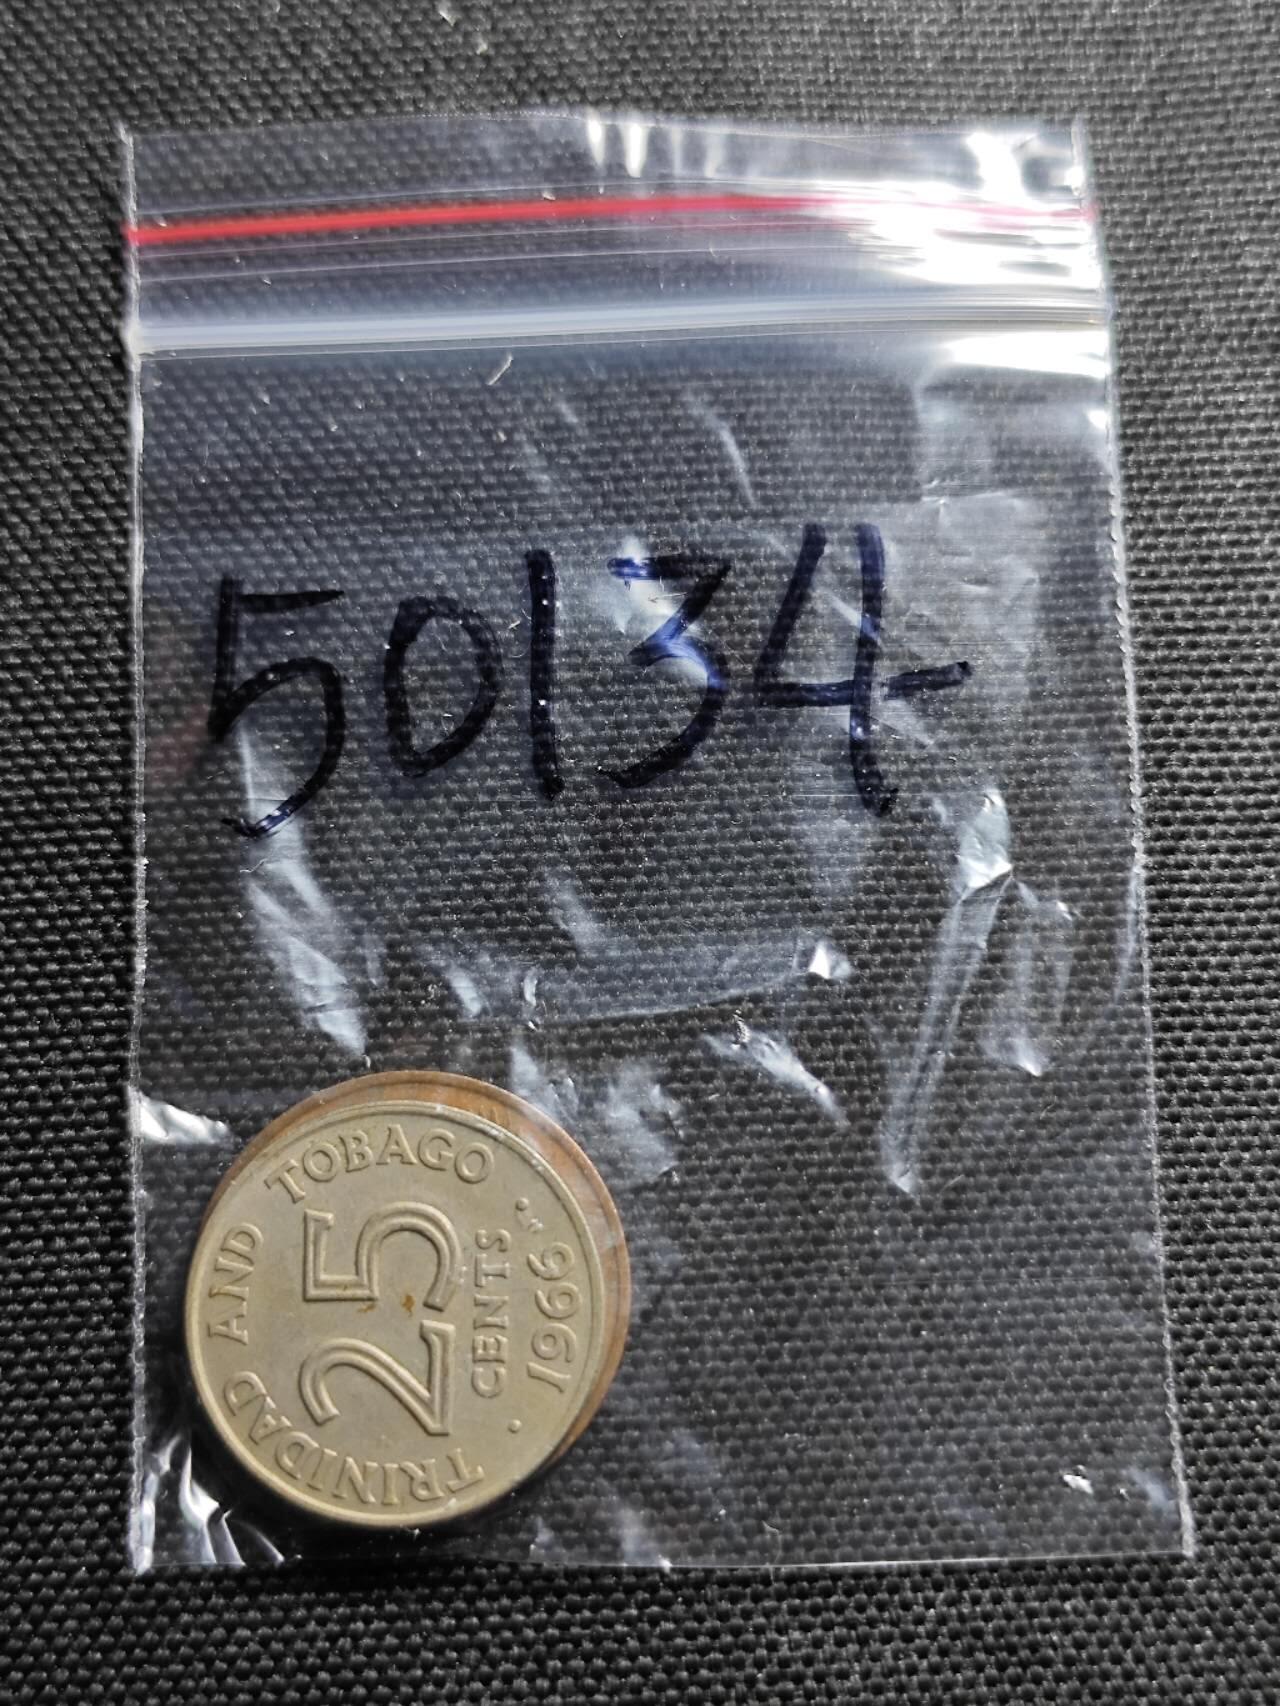 50134
TRINIDAD AND TOBAGO
25
CENTS
1966